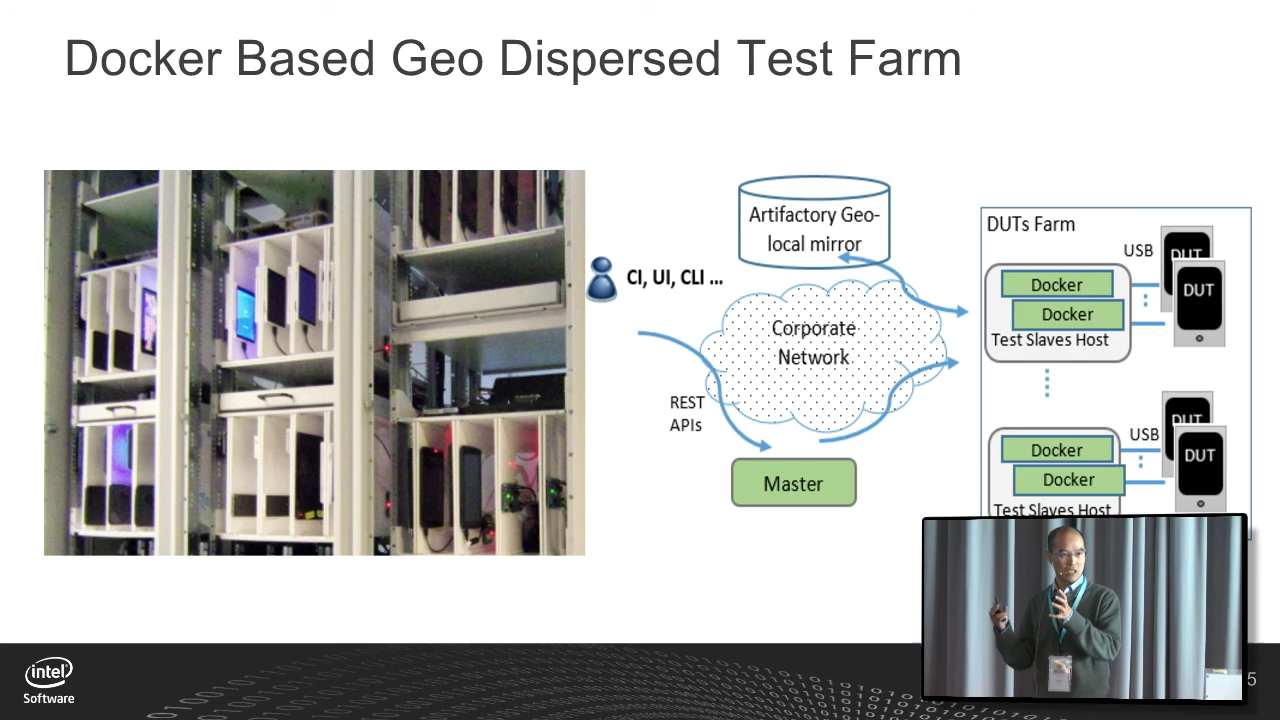 Docker Based Geo Dispersed Test Farm
Artifactory Geo-
local mirror
CI, UI, CLI ...
Corporate
Network
REST
APIs
Master
DUTs Farm
USB
DUT
DUT
Docker
Docker
Test Slaves Host
USB
DUT
DUT
Docker
Docker
Test Slaves Host
intel
Software
5